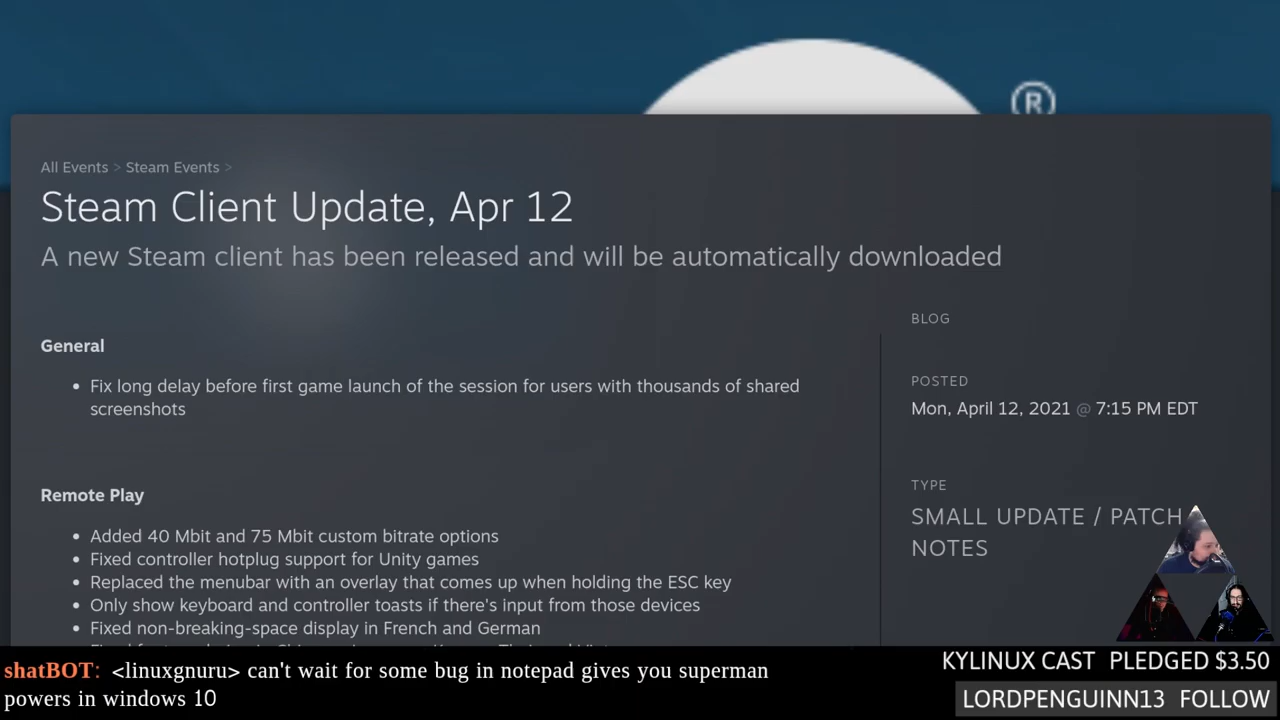 ®
All Events > Steam Events >
Steam Client Update, Apr 12
A new Steam client has been released and will be automatically downloaded
General
• Fix long delay before first game launch of the session for users with thousands of shared
screenshots
Remote Play
• Added 40 Mbit and 75 Mbit custom bitrate options
• Fixed controller hotplug support for Unity games
• Replaced the menubar with an overlay that comes up when holding the ESC key
• Only show keyboard and controller toasts if there's input from those devices
• Fixed non-breaking-space display in French and German
BLOG
POSTED
Mon, April 12, 2021 @ 7:15 PM EDT
TYPE
SMALL UPDATE / PATCH
NOTES
shatBOT: <linuxgnuru> can't wait for some bug in notepad gives you superman
powers in windows 10
KYLINUX CAST PLEDGED $3.50
LORDPENGUINN13 FOLLOW